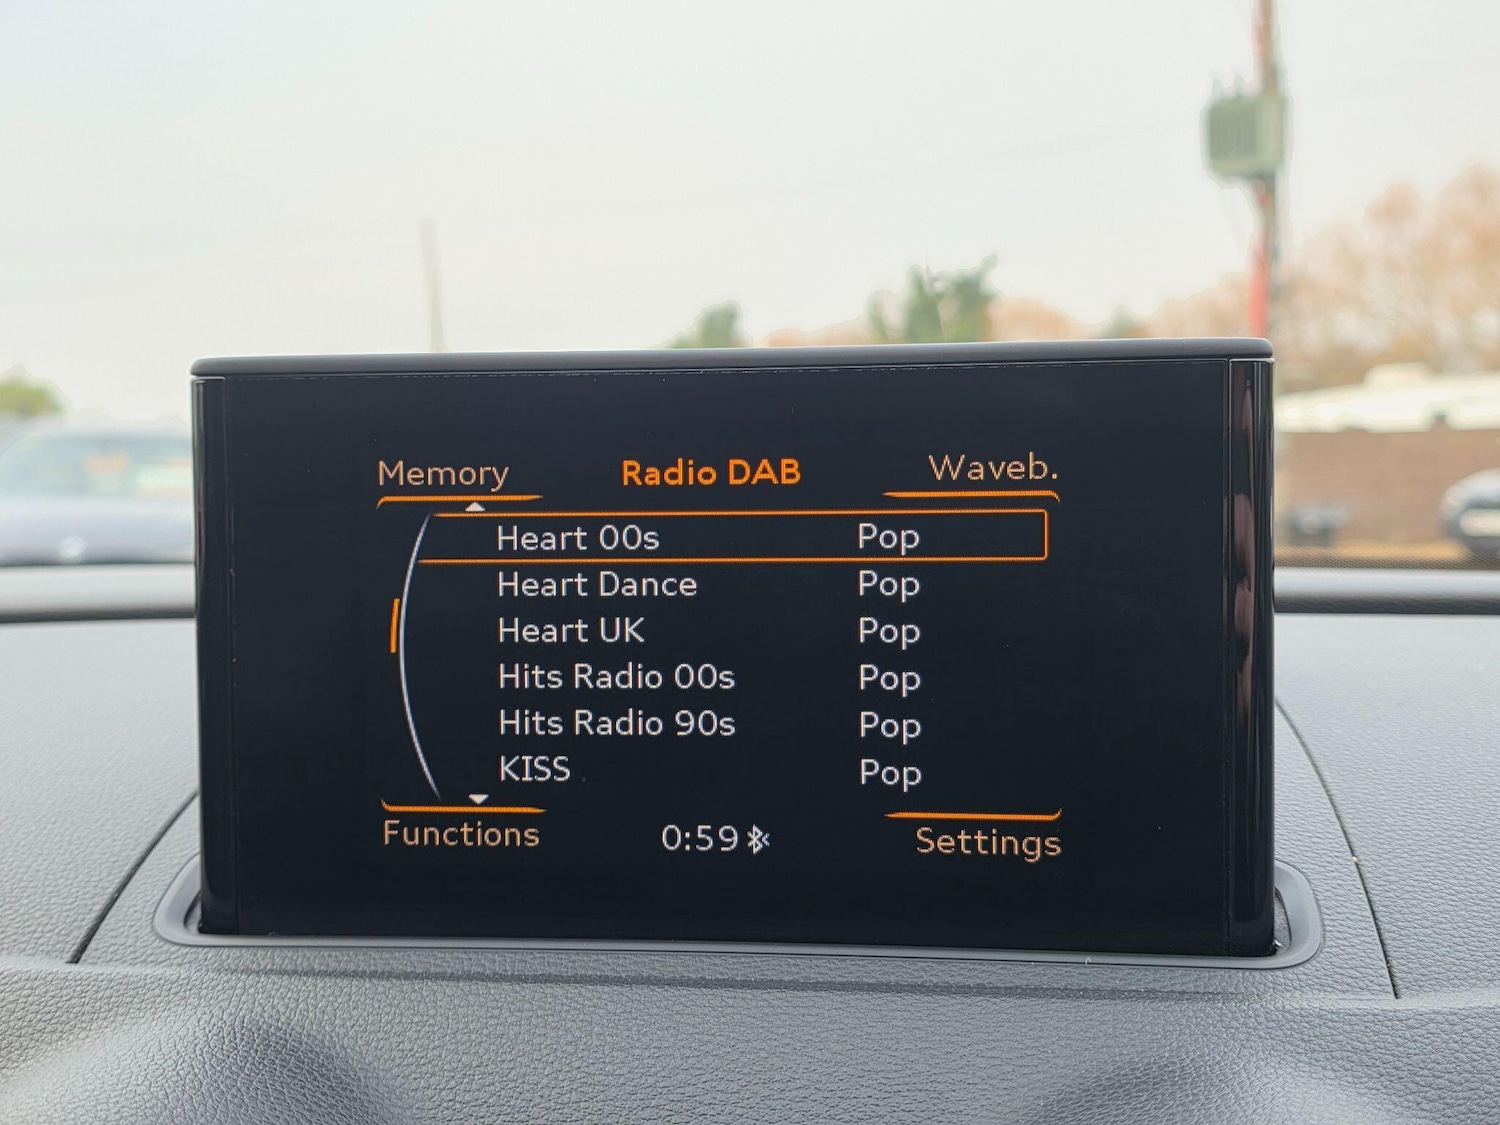 Memory Radio DAB Waveb.
Heart 00s Pop
Heart Dance Pop
Heart UK Pop
Hits Radio 00s Pop
Hits Radio 90s Pop
KISS Pop
Functions 0:59 Settings